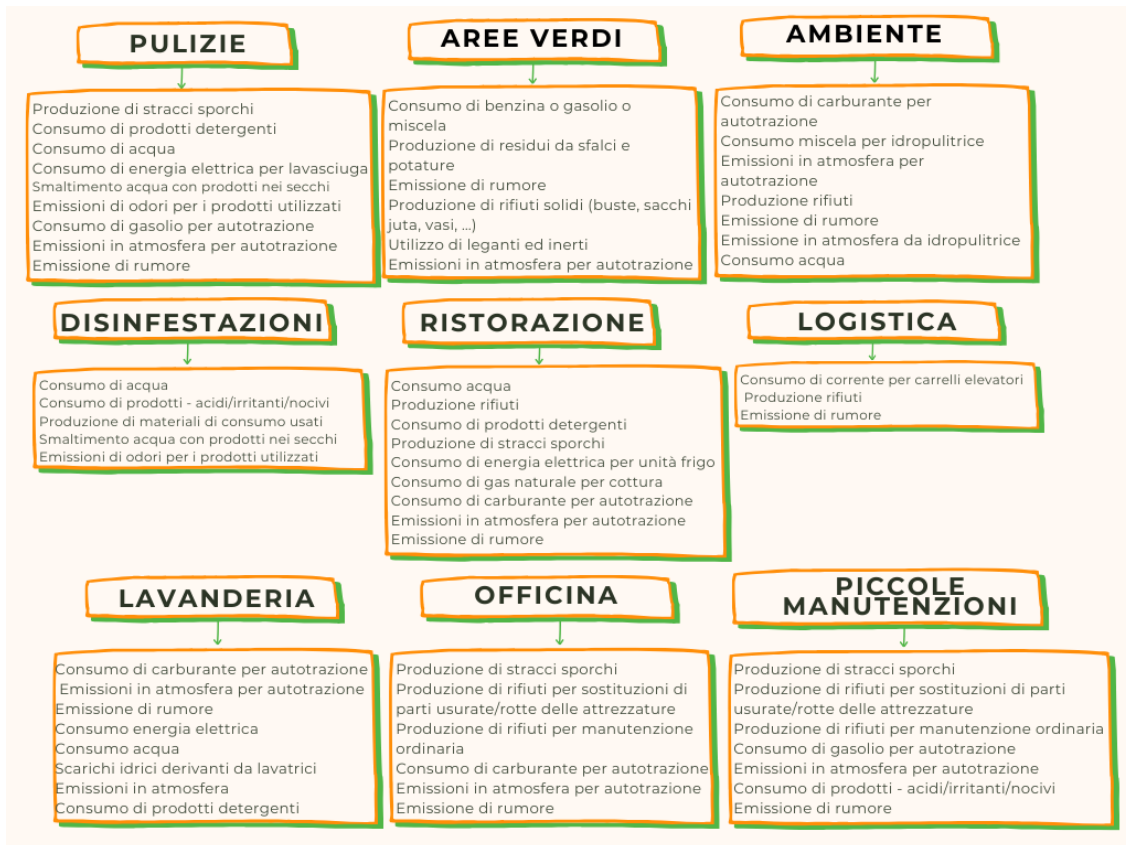 PULIZIE
Produzione di stracci sporchi
Consumo di prodotti detergenti
Consumo di acqua
Consumo di energia elettrica per lavasciuga
Smaltimento acqua con prodotti nei secchi
Emissioni di odori per i prodotti utilizzati
Consumo di gasolio per autotrazione
Emissioni in atmosfera per autotrazione
Emissione di rumore
AREE VERDI
Consumo di benzina o gasolio o
miscela
Produzione di residui da sfalci e
potature
Emissione di rumore
Produzione di rifiuti solidi (buste, sacchi
juta, vasi, ...)
Utilizzo di leganti ed inerti
Emissioni in atmosfera per autotrazione
AMBIENTE
Consumo di carburante per
autotrazione
Consumo miscela per idropulitrice
Emissioni in atmosfera per
autotrazione
Produzione rifiuti
Emissione di rumore
Emissione in atmosfera da idropulitrice
Consumo acqua
DISINFESTAZIONI
Consumo di acqua
Consumo di prodotti - acidi/irritanti/nocivi
Produzione di materiali di consumo usati
Smaltimento acqua con prodotti nei secchi
Emissioni di odori per i prodotti utilizzati
RISTORAZIONE
Consumo acqua
Produzione rifiuti
Consumo di prodotti detergenti
Produzione di stracci sporchi
Consumo di energia elettrica per unità frigo
Consumo di gas naturale per cottura
Consumo di carburante per autotrazione
Emissioni in atmosfera per autotrazione
Emissione di rumore
LOGISTICA
Consumo di corrente per carrelli elevatori
Produzione rifiuti
Emissione di rumore
LAVANDERIA
Consumo di carburante per autotrazione
Emissioni in atmosfera per autotrazione
Emissione di rumore
Consumo energia elettrica
Consumo acqua
Scarichi idrici derivanti da lavatrici
Emissioni in atmosfera
Consumo di prodotti detergenti
OFFICINA
Produzione di stracci sporchi
Produzione di rifiuti per sostituzioni di
parti usurate/rotte delle attrezzature
Produzione di rifiuti per manutenzione
ordinaria
Consumo di carburante per autotrazione
Emissioni in atmosfera per autotrazione
Emissione di rumore
PICCOLE
MANUTENZIONI
Produzione di stracci sporchi
Produzione di rifiuti per sostituzioni di parti
usurate/rotte delle attrezzature
Produzione di rifiuti per manutenzione ordinaria
Consumo di gasolio per autotrazione
Emissioni in atmosfera per autotrazione
Consumo di prodotti - acidi/irritanti/nocivi
Emissione di rumore